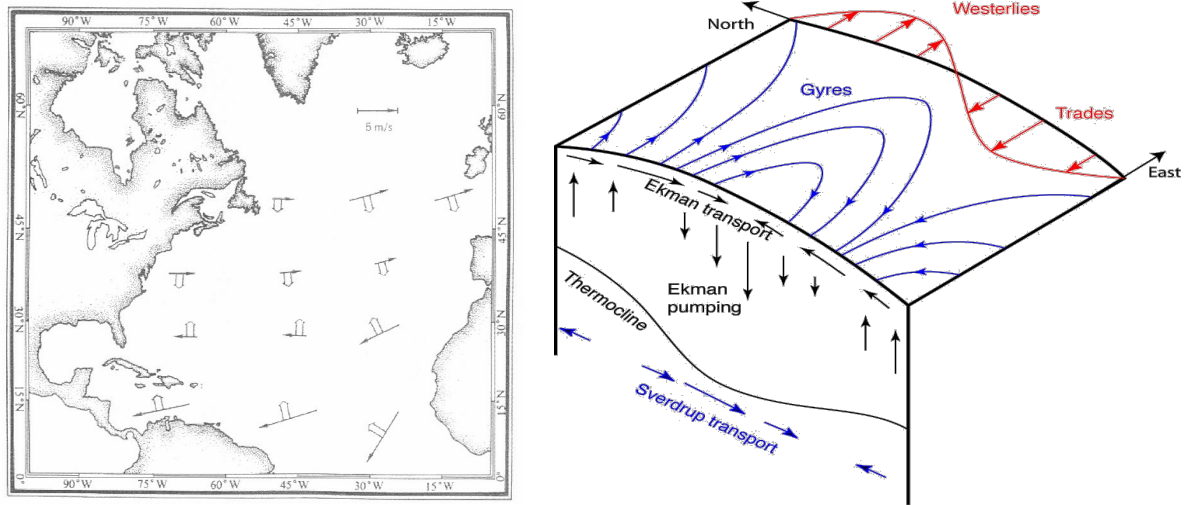 90°W 75°W 60°W 45°W 30°W 15°W
60°N
45°N
30°N
15°N
0°
5 m/s
60°N
45°N
30°N
15°N
0°
90°W 75°W 60°W 45°W 30°W 15°W
North
Westerlies
Gyres
Trades
East
Ekman transport
Ekman
pumping
Thermocline
Sverdrup transport